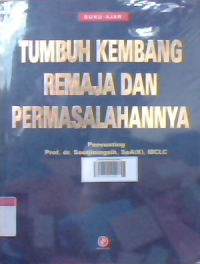 BUKU AJAR
TUMBUH KEMBANG
REMAJA DAN
PERMASALAHANNYA
Penyunting
Prof. dr. Soetjiningsih, SpA(K), IBCLC